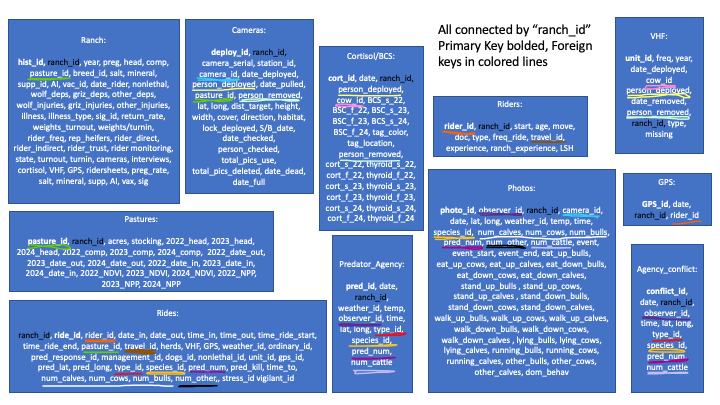 All connected by “ranch_id”
Primary Key bolded, Foreign
keys in colored lines
Ranch:
hist_id, ranch_id, year, preg, head, comp,
pasture_id, breed_id, salt, mineral,
supp_id, AI, vac_id, date_rider, nonlethal,
wolf_deps, griz_deps, other_deps,
wolf_injuries, griz_injuries, other_injuries,
illness, illness_type, sig_id, return_rate,
weights_turnout, weights/turnin,
rider_freq, rep_heifers, rider_direct,
rider_indirect, rider_trust, rider_monitoring,
state, turnout, turnin, cameras, interviews,
cortisol, VHF, GPS, ridersheets, preg_rate,
salt, mineral, supp, AI, vax, sig
Cameras:
deploy_id, ranch_id,
camera_serial, station_id,
camera_id, date_deployed,
person_deployed, date_pulled,
pasture_id, person_removed,
lat, long, dist_target, height,
width, cover, direction, habitat,
lock_deployed, S/B_date,
date_checked,
person_checked,
total_pics_use,
total_pics_deleted, date_dead,
date_full
Cortisol/BCS:
cort_id, date, ranch_id,
person_deployed,
cow_id, BCS_s_22,
BSC_f_22, BCS_s_23,
BSC_f_23, BCS_s_24,
BSC_f_24, tag_color,
tag_location,
person_removed,
cort_s_22, thyroid_s_22,
cort_f_22, thyroid_f_22
cort_s_23, thyroid_s_23,
cort_f_23, thyroid_f_23,
cort_s_24, thyroid_s_24,
cort_f_24, thyroid_f_24
Riders:
rider_id, ranch_id, start, age, move,
doc, type, freq_ride, travel_id,
experience, ranch_experience, LSH
VHF:
unit_id, freq, year,
date_deployed,
cow_id
person_deployed,
date_removed,
person_removed,
ranch_id, type,
missing
Pastures:
pasture_id, ranch_id, acres, stocking, 2022_head, 2023_head,
2024_head, 2022_comp, 2023_comp, 2024_comp, 2022_date_out,
2023_date_out, 2024_date_out, 2022_date_in, 2023_date_in,
2024_date_in, 2022_NDVI, 2023_NDVI, 2024_NDVI, 2022_NPP,
2023_NPP, 2024_NPP
Photos:
photo_id, observer_id, ranch_id, camera_id,
date, lat, long, weather_id, temp, time,
species_id, num_calves, num_cows, num_bulls,
pred_num, num_other, num_cattle, event,
event_start, event_end, eat_up_bulls,
eat_up_cows, eat_up_calves, eat_down_bulls,
eat_down_cows, eat_down_calves,
stand_up_bulls , stand_up_cows,
stand_up_calves , stand_down_bulls,
stand_down_cows, stand_down_calves,
walk_up_bulls, walk_up_cows, walk_up_calves,
walk_down_bulls, walk_down_cows,
walk_down_calves , lying_bulls, lying_cows,
lying_calves, running_bulls, running_cows,
running_calves, other_bulls, other_cows,
other_calves, dom_behav
GPS:
GPS_id, date,
ranch_id, rider_id
Rides:
ranch_id, ride_id, rider_id, date_in, date_out, time_in, time_out, time_ride_start,
time_ride_end, pasture_id, travel_id, herds, VHF, GPS, weather_id, ordinary_id,
pred_response_id, management_id, dogs_id, nonlethal_id, unit_id, gps_id,
pred_lat, pred_long, type_id, species_id, pred_num, pred_kill, time_to,
num_calves, num_cows, num_bulls, num_other,, stress_id vigilant_id
Predator_Agency:
pred_id, date,
ranch_id,
weather_id, temp,
observer_id, time,
lat, long, type_id,
species_id,
pred_num,
num_cattle
Agency_conflict:
conflict_id,
date, ranch_id,
observer_id,
time, lat, long,
type_id,
species_id,
pred_num
num_cattle